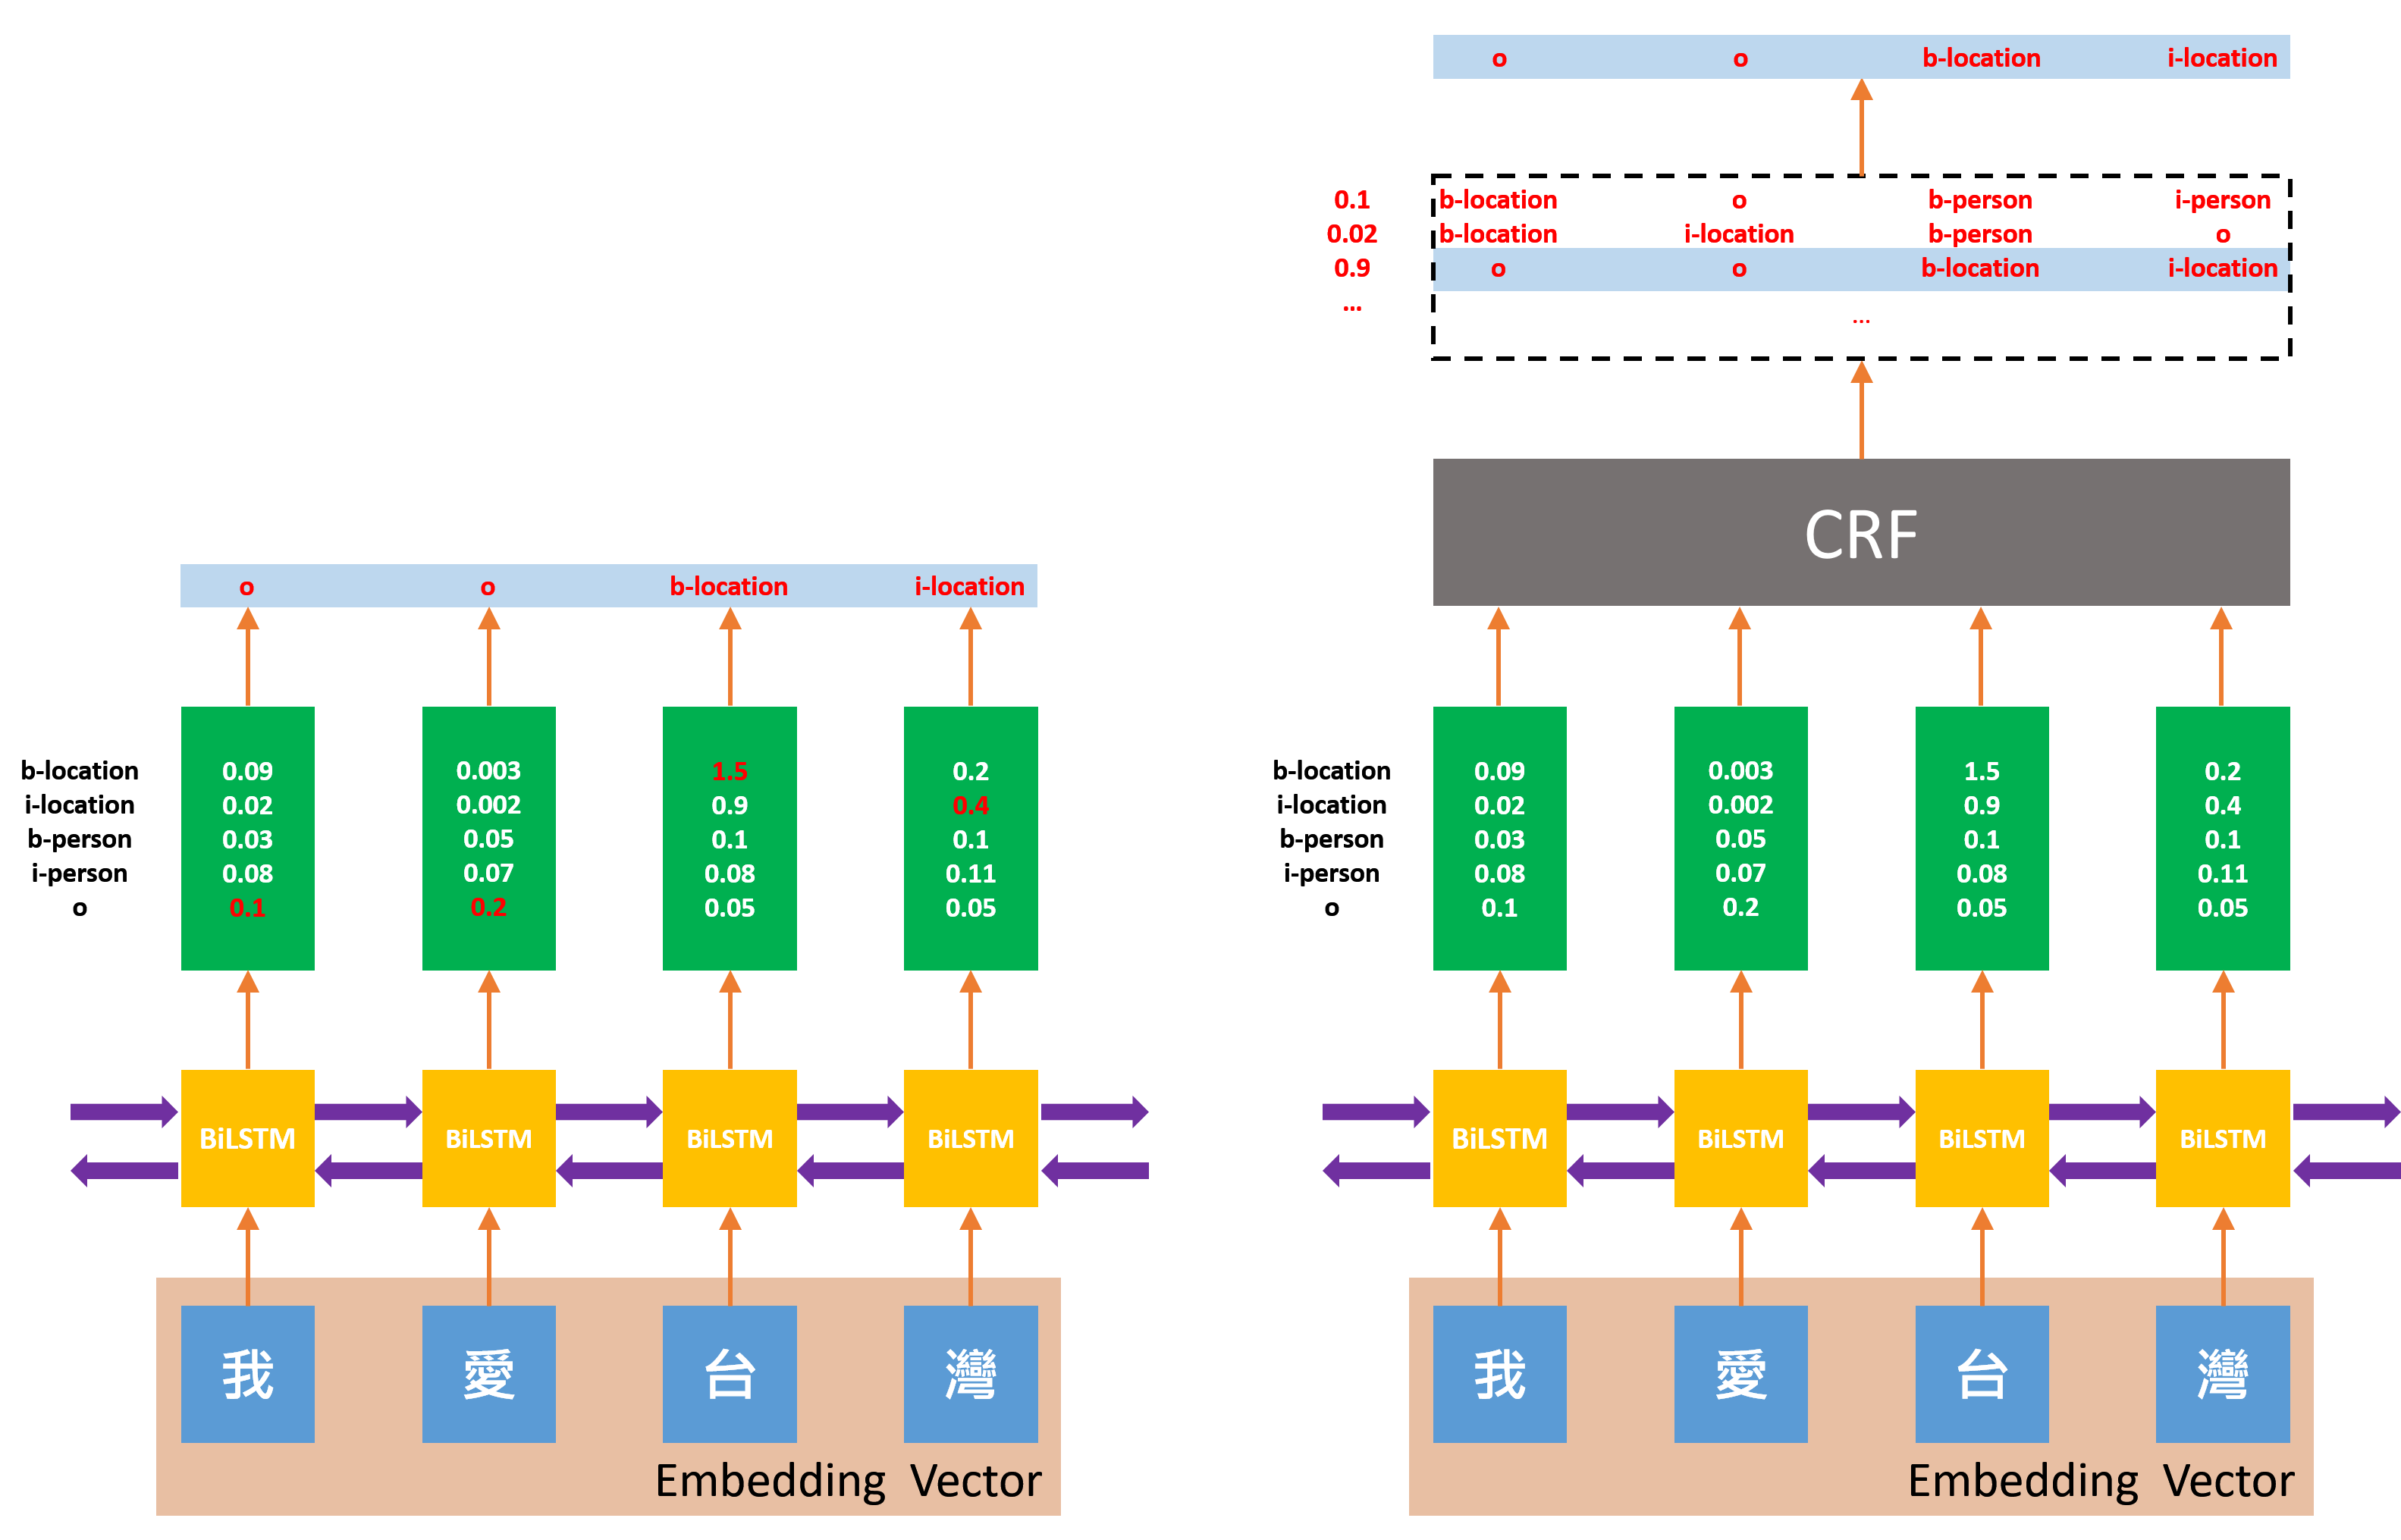 o o b-location i-location
b-location 0.09 0.003 1.5 0.2
i-location 0.02 0.002 0.9 0.4
b-person 0.03 0.05 0.1 0.1
i-person 0.08 0.07 0.08 0.11
o 0.1 0.2 0.05 0.05
BiLSTM BiLSTM BiLSTM BiLSTM
我 愛 台 灣
Embedding Vector
o o b-location i-location
0.1 b-location o b-person i-person
0.02 b-location i-location b-person o
0.9 o o b-location i-location
... ...
CRF
b-location 0.09 0.003 1.5 0.2
i-location 0.02 0.002 0.9 0.4
b-person 0.03 0.05 0.1 0.1
i-person 0.08 0.07 0.08 0.11
o 0.1 0.2 0.05 0.05
BiLSTM BiLSTM BiLSTM BiLSTM
我 愛 台 灣
Embedding Vector